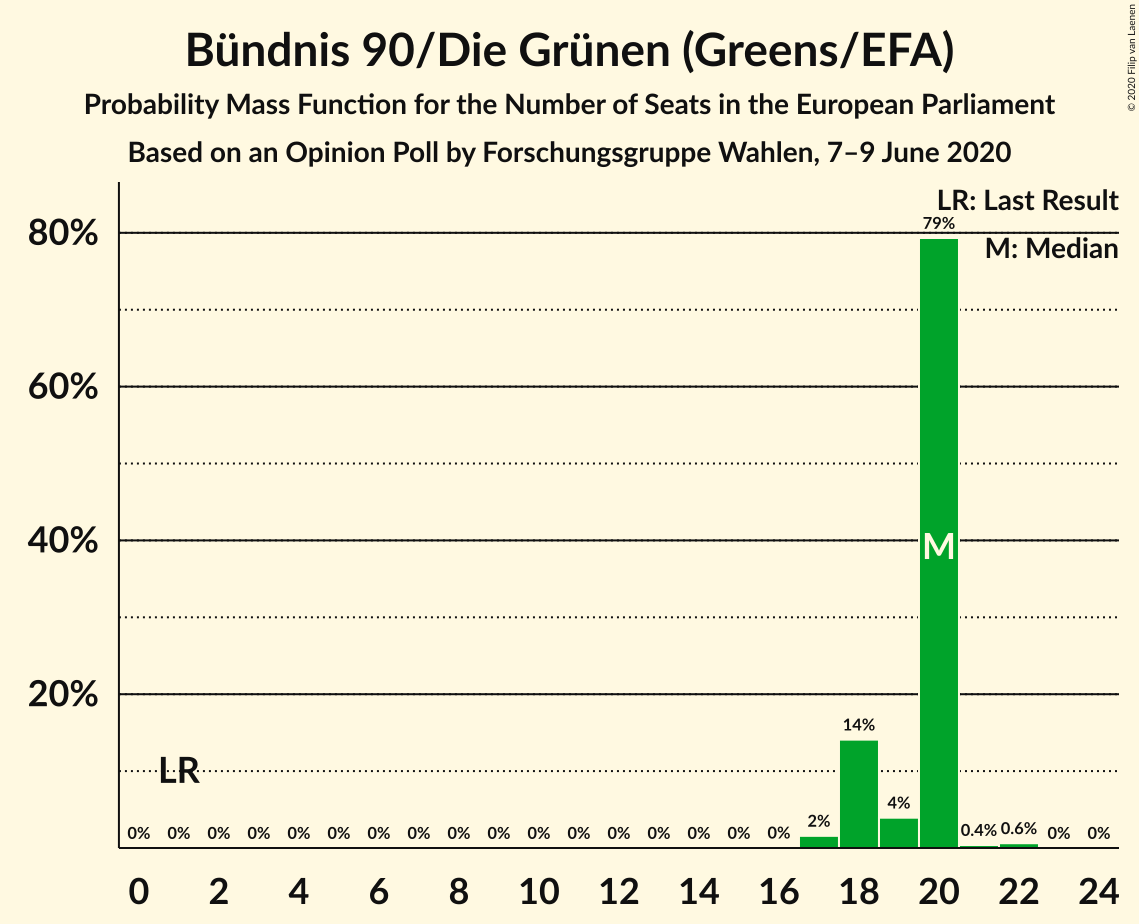 Bündnis 90/Die Grünen (Greens/EFA)
Probability Mass Function for the Number of Seats in the European Parliament
Based on an Opinion Poll by Forschungsgruppe Wahlen, 7–9 June 2020
© 2020 Filip van Laenen
LR: Last Result
M: Median
79%
80%
60%
40%
20%
M
14%
LR
0% 0% 0% 0% 0% 0% 0% 0% 0% 0% 0% 0% 0% 0% 0% 0% 0% 2% 4% 0.4% 0.6% 0% 0%
0 2 4 6 8 10 12 14 16 18 20 22 24